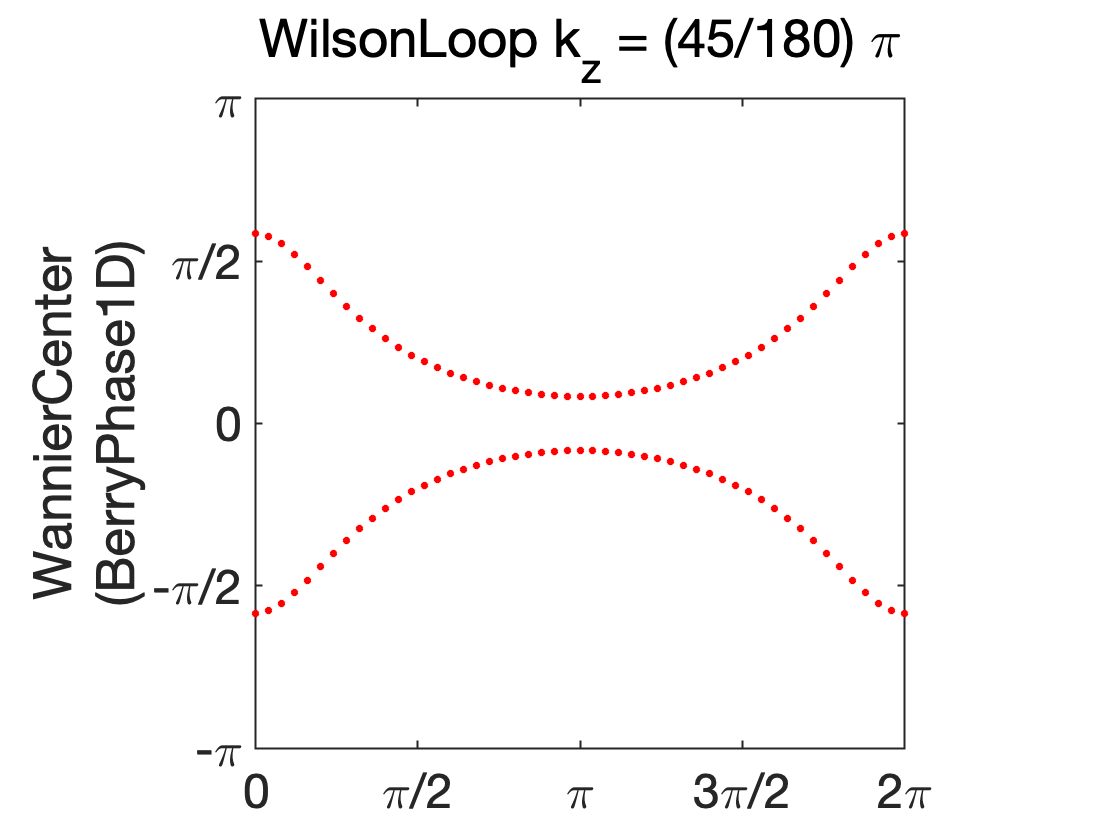 WilsonLoop k_z = (45/180) π
π
π/2
0
-π/2
-π
WannierCenter
(BerryPhase1D)
0 π/2 π 3π/2 2π